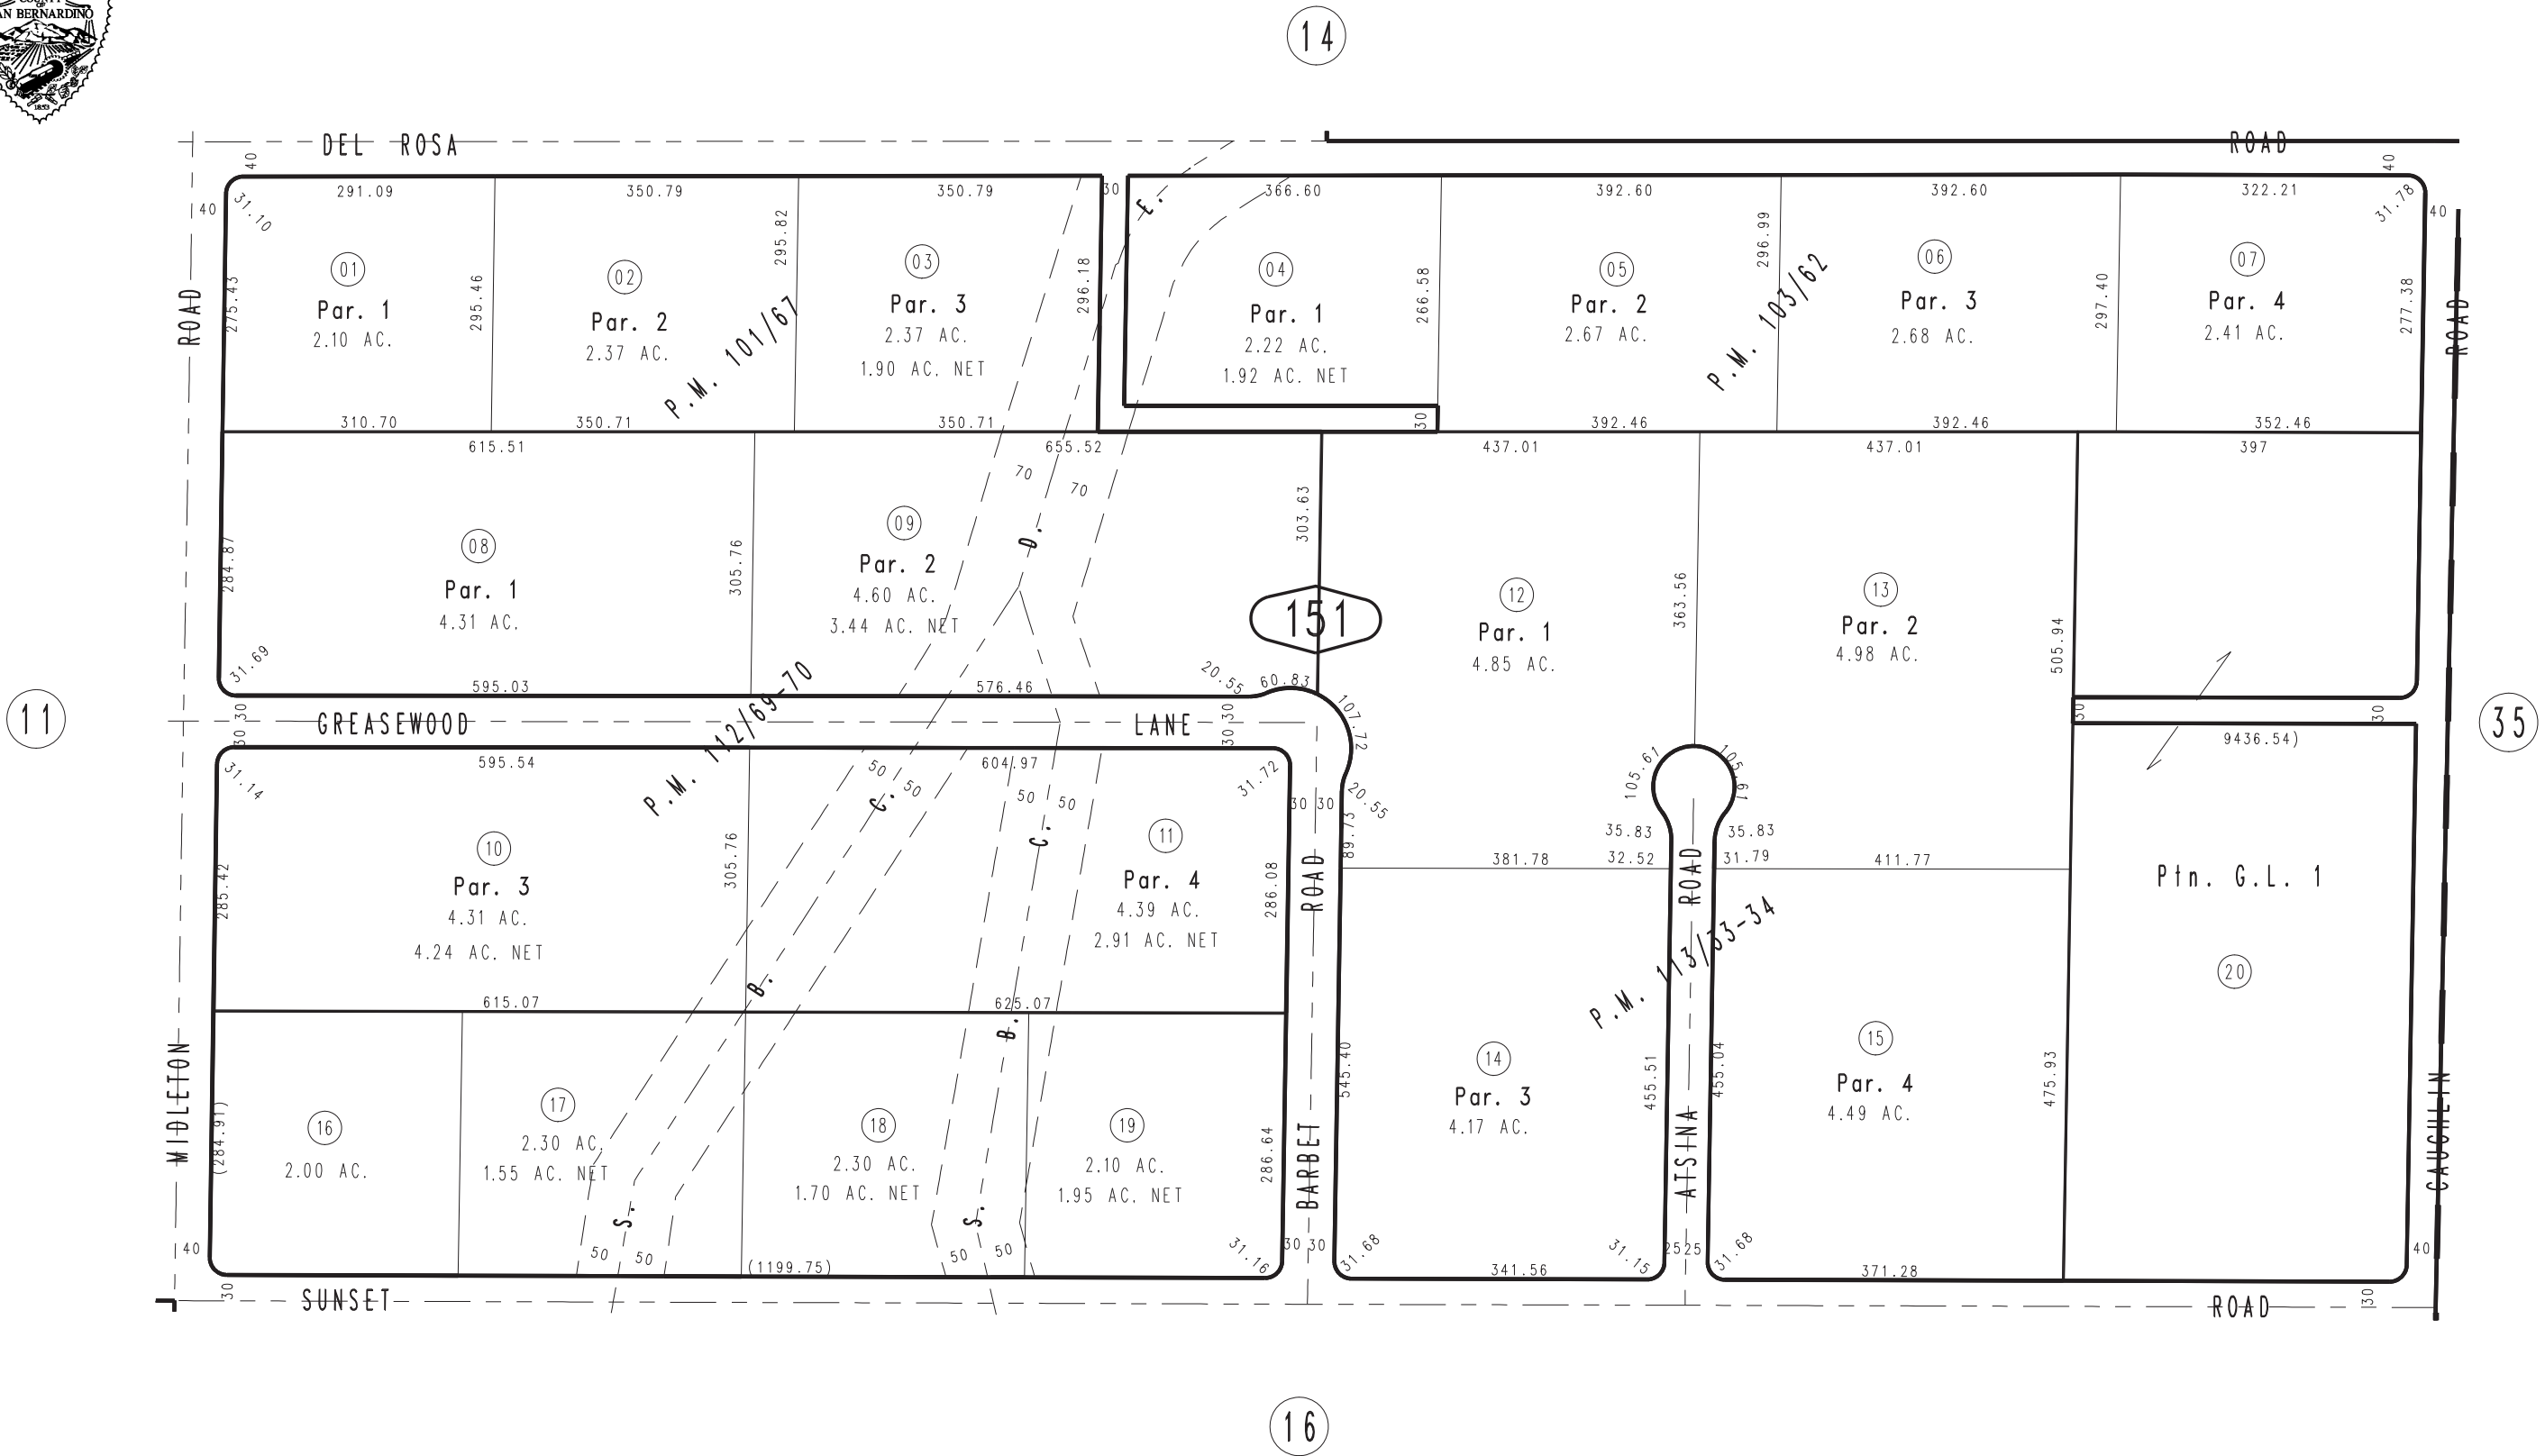 COUNTY
OF
AN BERNARDINO
1853
14
DEL ROSA ROAD
40 40
291.09 350.79 350.79 30 366.60 392.60 392.60 322.21
40 31.10 31.78 40
E.
ROAD
275.43 295.46 295.82 296.18 266.58 296.99 297.40 277.38
ROAD
01
Par. 1
2.10 AC.
02
Par. 2
2.37 AC.
P.M. 101/67
03
Par. 3
2.37 AC.
1.90 AC. NET
04
Par. 1
2.22 AC.
1.92 AC. NET
05
Par. 2
2.67 AC.
P.M. 103/62
06
Par. 3
2.68 AC.
07
Par. 4
2.41 AC.
310.70 350.71 350.71 30 392.46 392.46 352.46
615.51 655.52 437.01 437.01 397
70 70
D.
284.87 305.76 303.63 363.56 505.94
08
Par. 1
4.31 AC.
09
Par. 2
4.60 AC.
3.44 AC. NET
151
12
Par. 1
4.85 AC.
13
Par. 2
4.98 AC.
31.69
595.03 576.46 20.55 60.83 107.72
11
30 30
GREASEWOOD LANE
30 30
30 30
35
9436.54)
P.M. 112/69-70
31.14 595.54 604.97 31.72
50 50 50 50
C. C.
30 30 20.55
105.61 105.61
89.73
35.83 35.83
381.78 32.52 31.79 411.77
285.42 305.76 286.08
10
Par. 3
4.31 AC.
4.24 AC. NET
11
Par. 4
4.39 AC.
2.91 AC. NET
ROAD
ROAD
Ptn. G.L. 1
20
B. B.
615.07 625.07
P.M. 113/33-34
MIDLETON
(284.91) 286.64 545.40 455.51 455.04 475.93
16
2.00 AC.
17
2.30 AC.
1.55 AC. NET
18
2.30 AC.
1.70 AC. NET
19
2.10 AC.
1.95 AC. NET
BARBET
14
Par. 3
4.17 AC.
ATSINA
15
Par. 4
4.49 AC.
CAUGHLIN
S. S.
40 50 50 50 50 31.16 30 30 31.68 31.15 25 25 31.68 40
(1199.75) 341.56 371.28
30 30
SUNSET ROAD
16